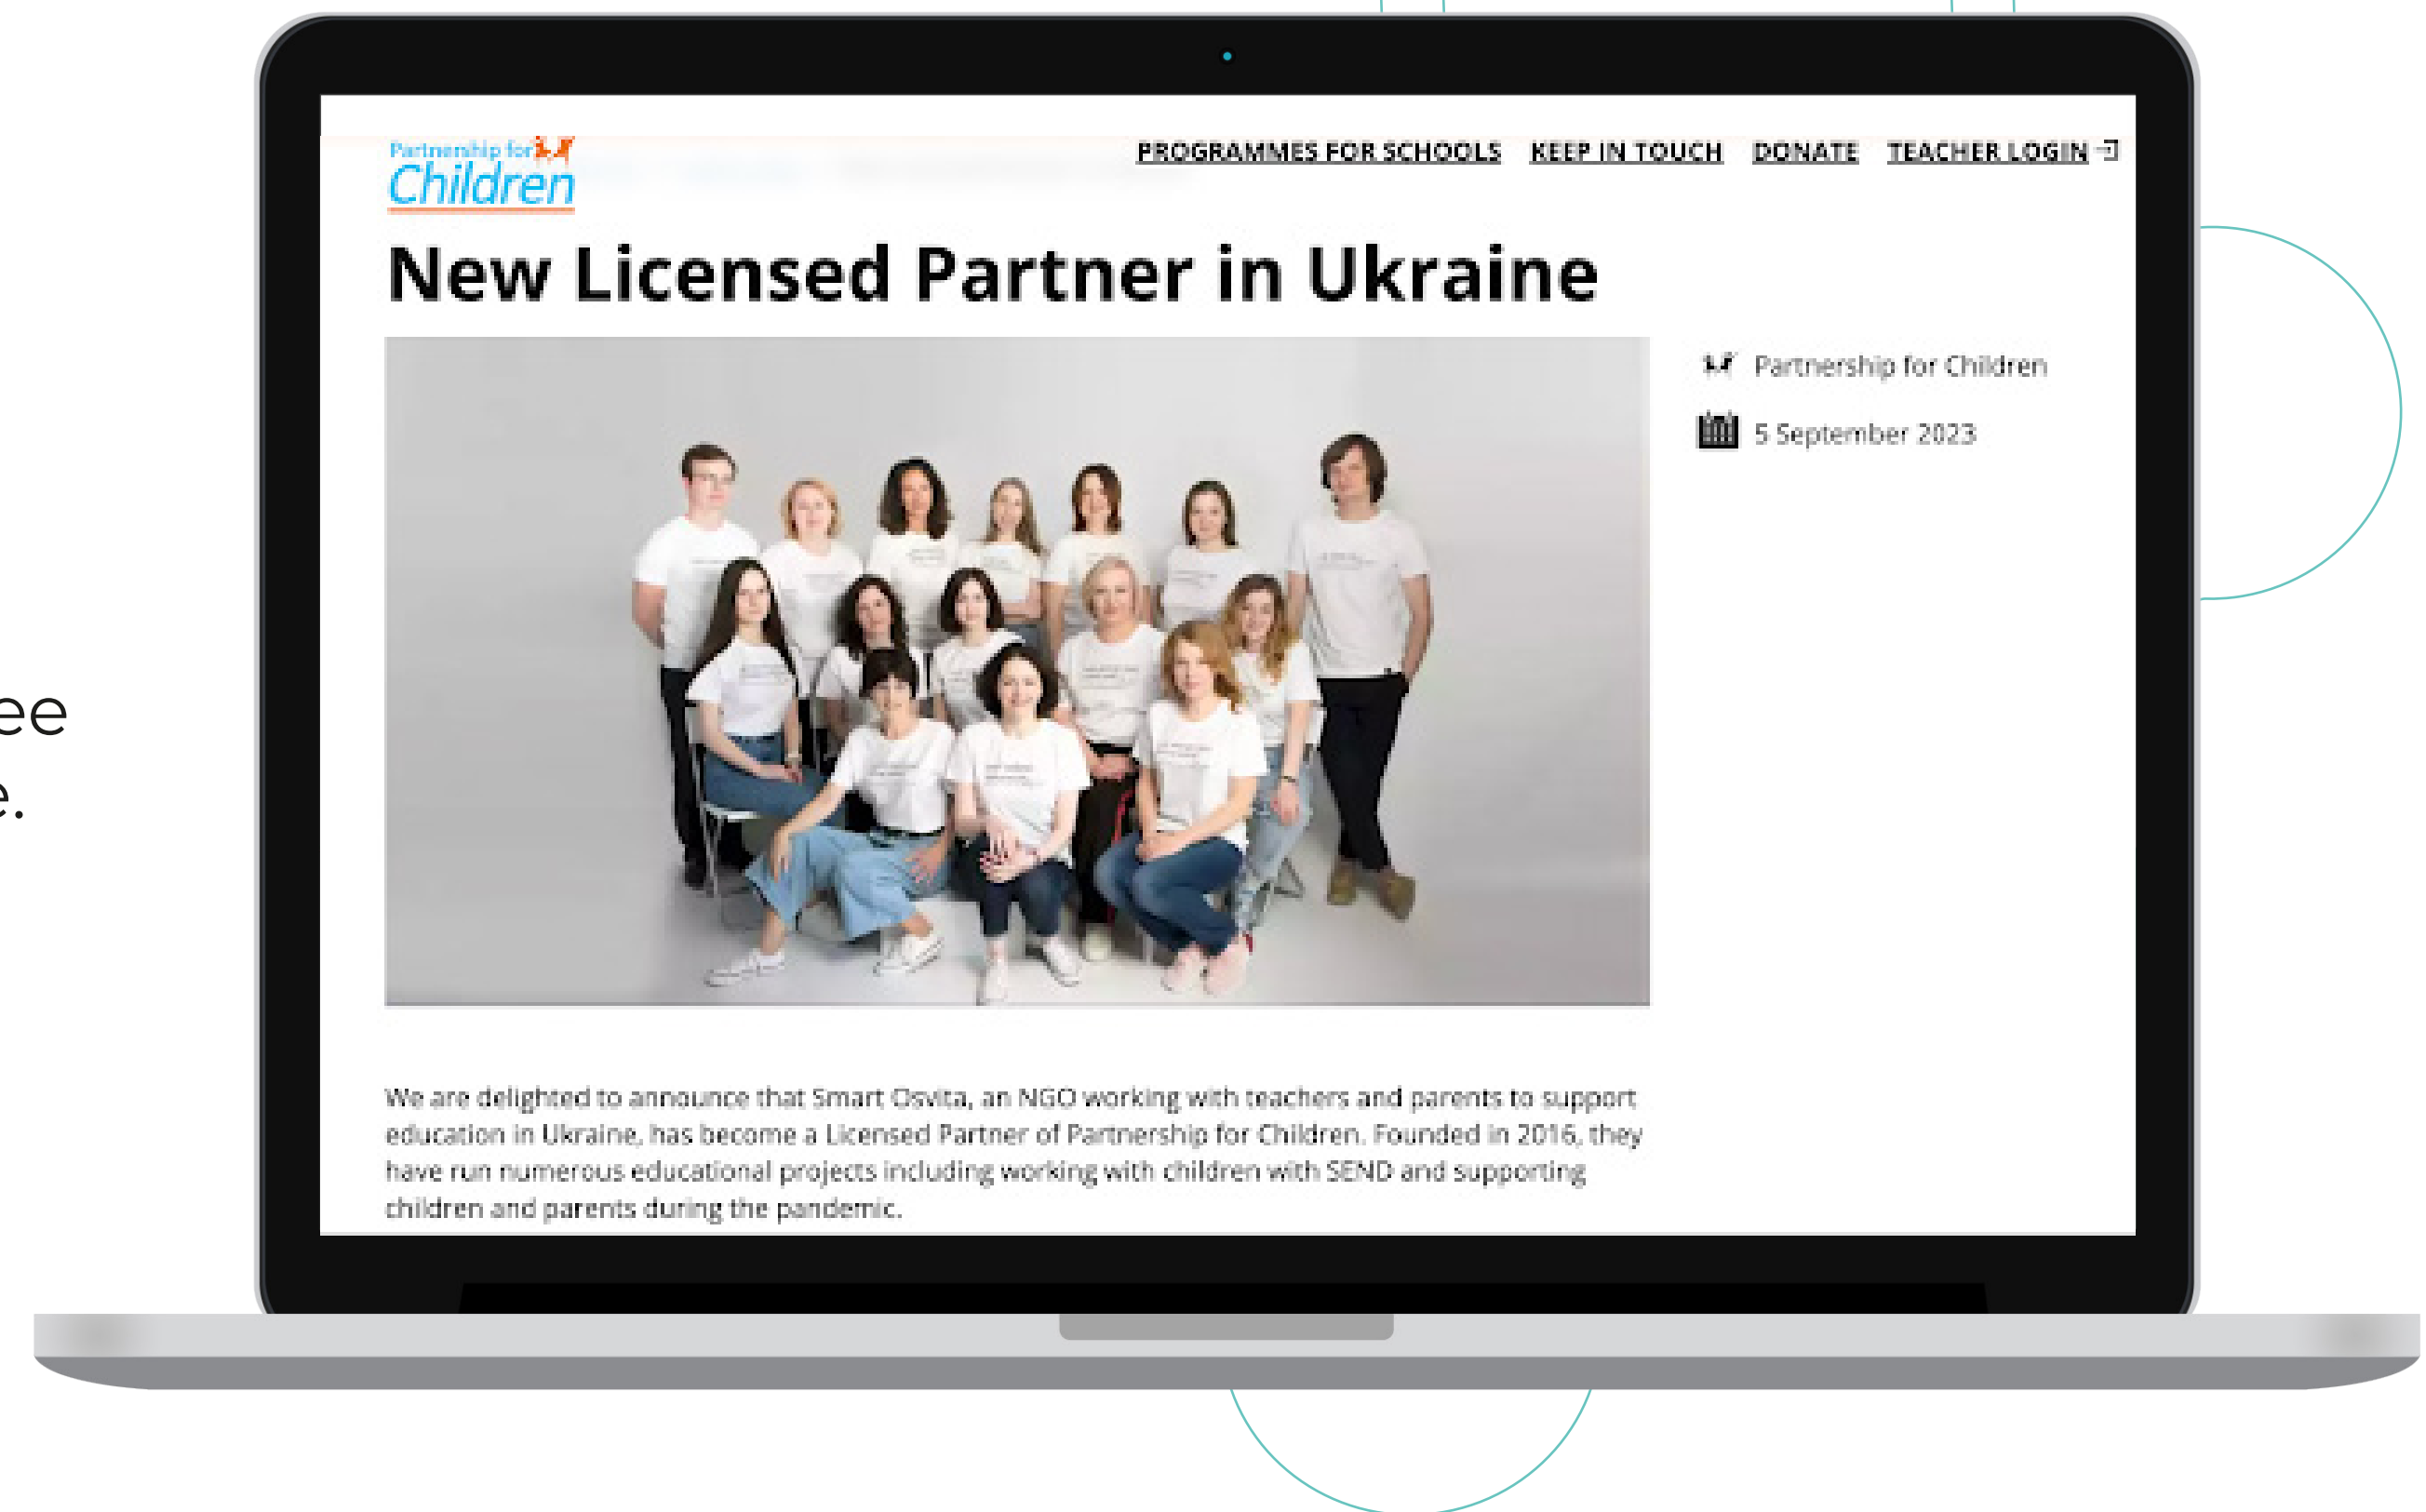 Partnership for
Children
PROGRAMMES FOR SCHOOLS KEEP IN TOUCH DONATE TEACHER LOGIN
New Licensed Partner in Ukraine
Partnership for Children
5 September 2023
ee
e.
We are delighted to announce that Smart Osvita, an NGO working with teachers and parents to support
education in Ukraine, has become a Licensed Partner of Partnership for Children. Founded in 2016, they
have run numerous educational projects including working with children with SEND and supporting
children and parents during the pandemic.